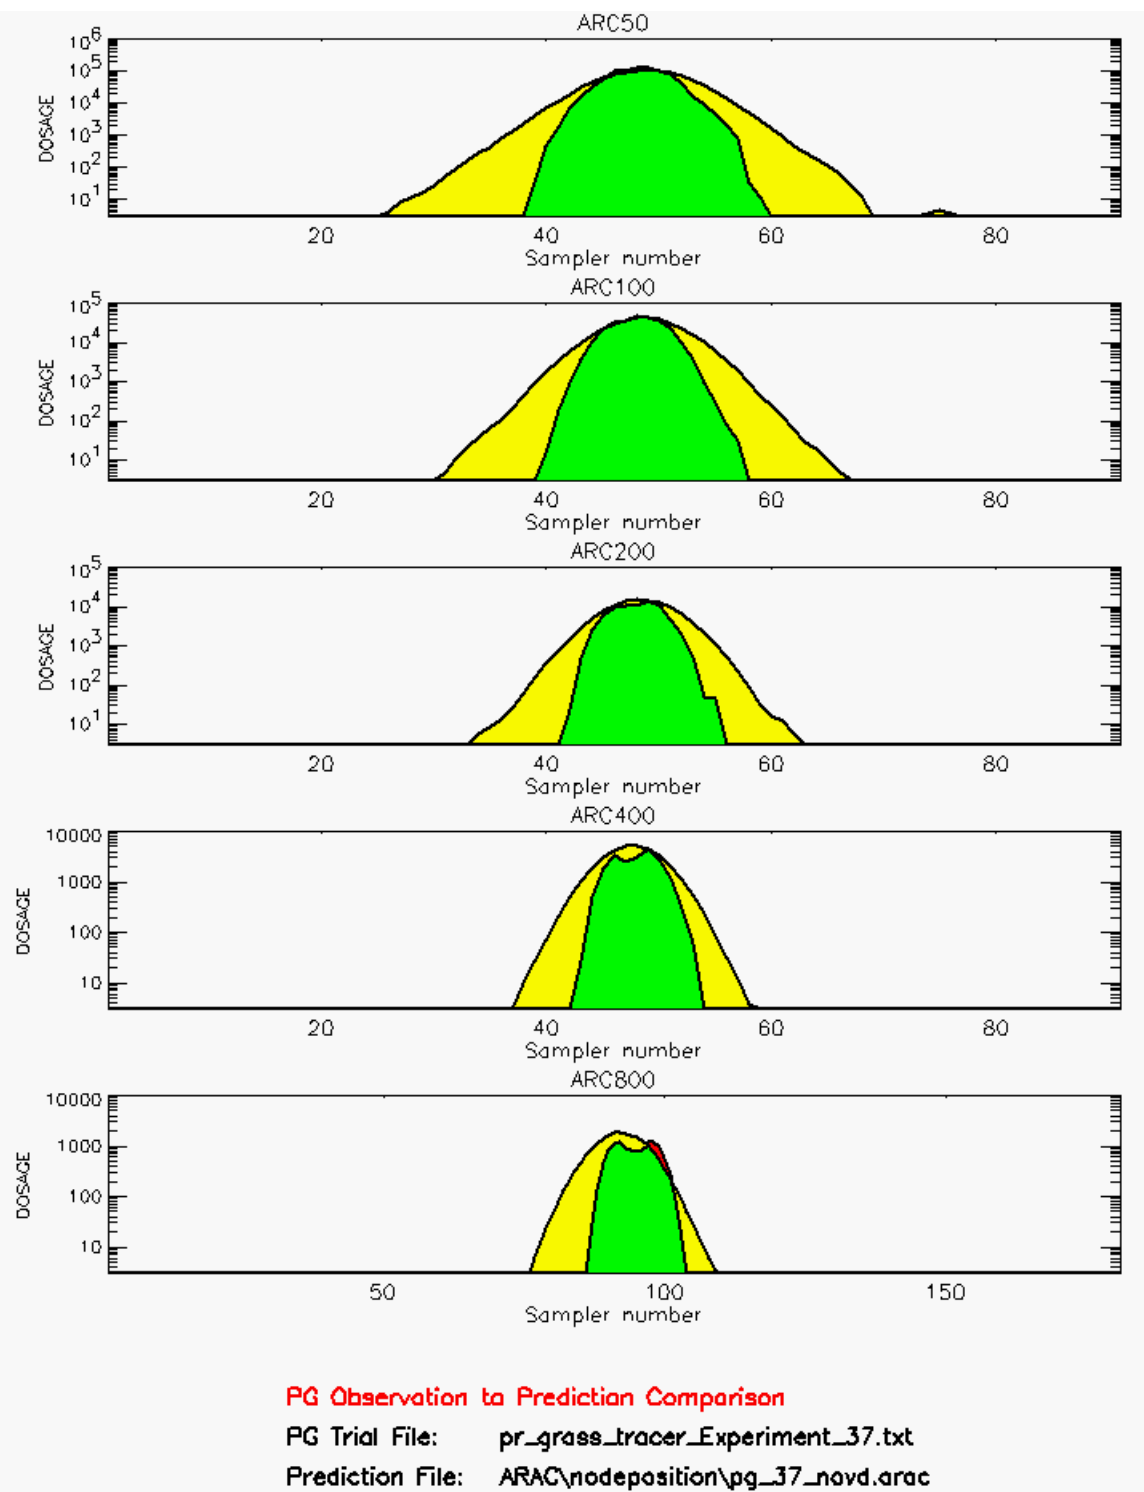 ARC50
10^6
10^5
10^4
10^3
10^2
10^1
DOSAGE
20 40 60 80
Sampler number
ARC100
10^5
10^4
10^3
10^2
10^1
DOSAGE
20 40 60 80
Sampler number
ARC200
10^5
10^4
10^3
10^2
10^1
DOSAGE
20 40 60 80
Sampler number
ARC400
10000
1000
100
10
DOSAGE
20 40 60 80
Sampler number
ARC800
10000
1000
100
10
DOSAGE
50 100 150
Sampler number
PG Observation to Prediction Comparison
PG Trial File: pr_grass_tracer_Experiment_37.txt
Prediction File: ARAC\nodeposition\pg_37_novd.arac